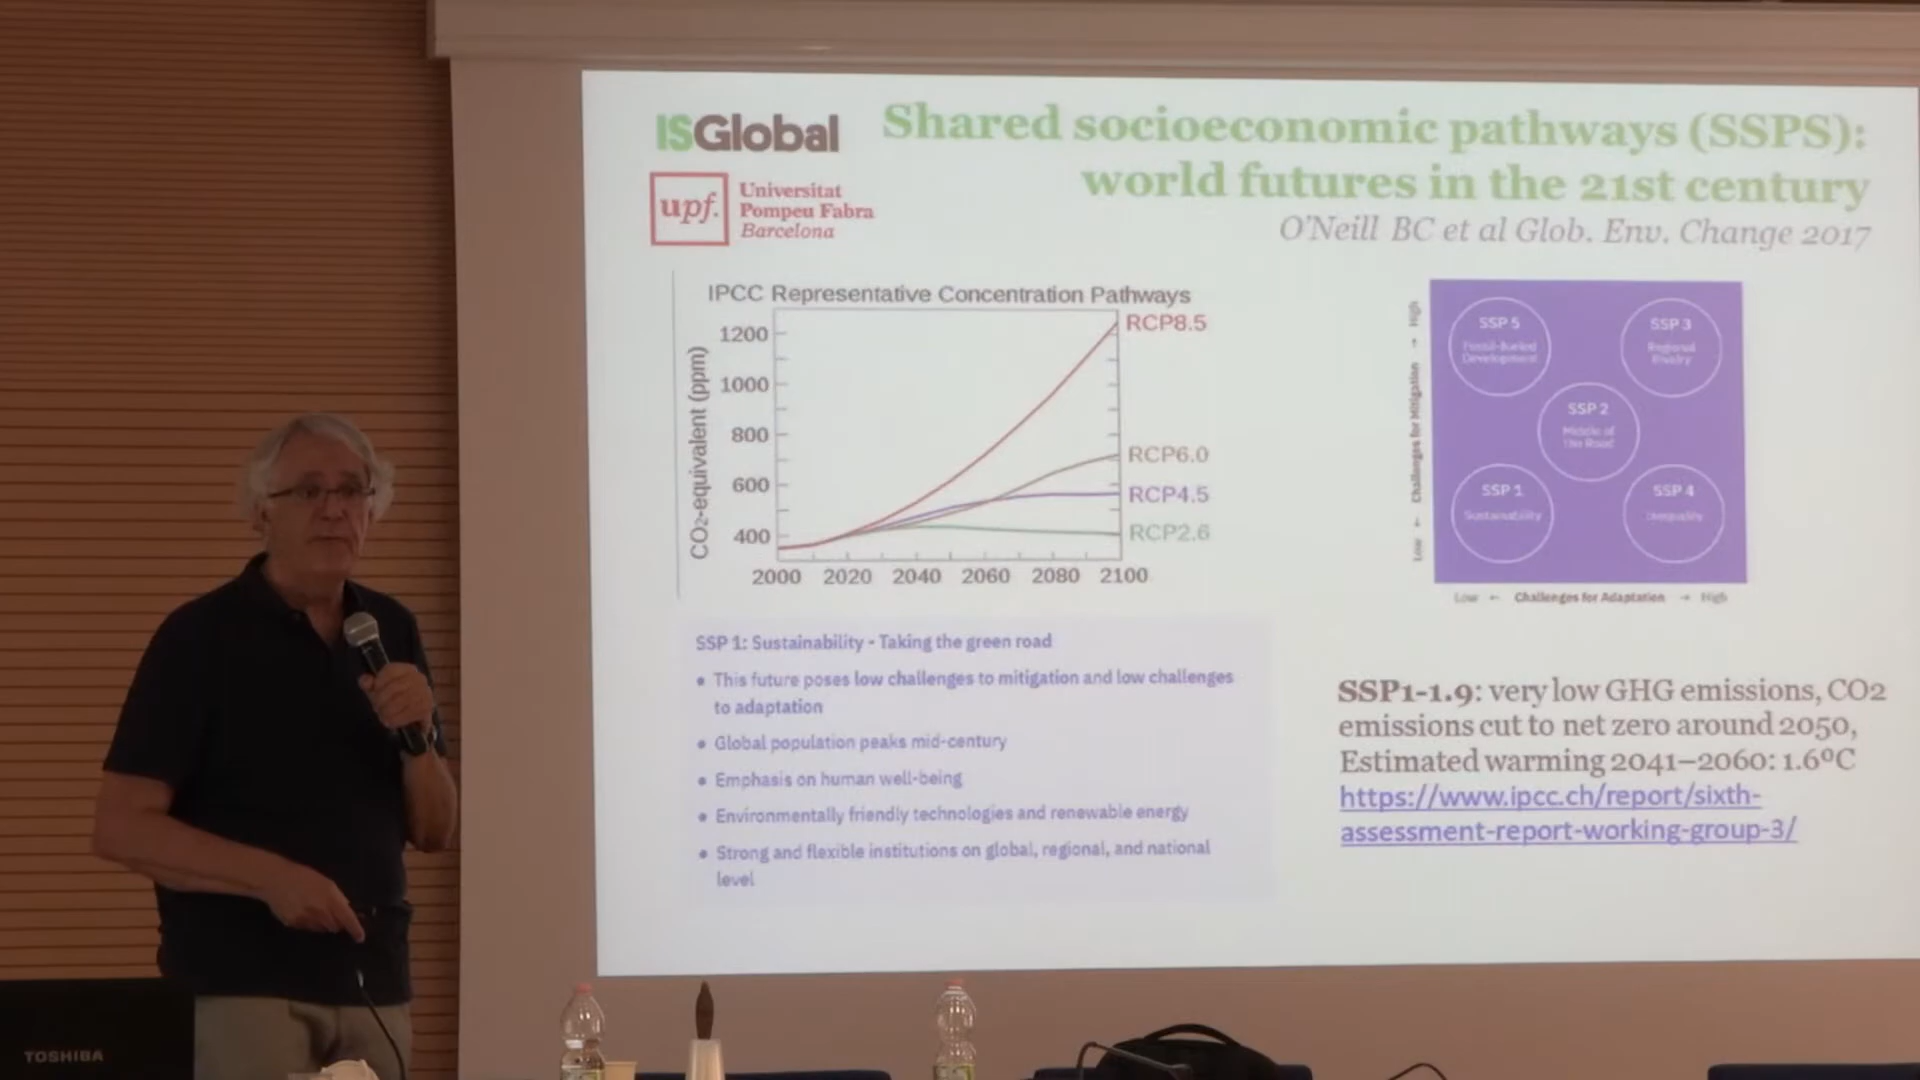 ISGlobal
Shared socioeconomic pathways (SSPS):
world futures in the 21st century
O'Neill BC et al Glob. Env. Change 2017
upf.
Universitat
Pompeu Fabra
Barcelona
IPCC Representative Concentration Pathways
CO2-equivalent (ppm)
1200
1000
800
600
400
2000 2020 2040 2060 2080 2100
RCP8.5
RCP6.0
RCP4.5
RCP2.6
Low ← Challenges for Mitigation → High
SSP 5
Fossil-fueled
Development
SSP 3
Regional
Rivalry
SSP 2
Middle of
the Road
SSP 1
Sustainability
SSP 4
Inequality
Low ← Challenges for Adaptation → High
SSP 1: Sustainability - Taking the green road
• This future poses low challenges to mitigation and low challenges
to adaptation
• Global population peaks mid-century
• Emphasis on human well-being
• Environmentally friendly technologies and renewable energy
• Strong and flexible institutions on global, regional, and national
level
SSP1-1.9: very low GHG emissions, CO2
emissions cut to net zero around 2050,
Estimated warming 2041–2060: 1.6ºC
https://www.ipcc.ch/report/sixth-
assessment-report-working-group-3/
TOSHIBA